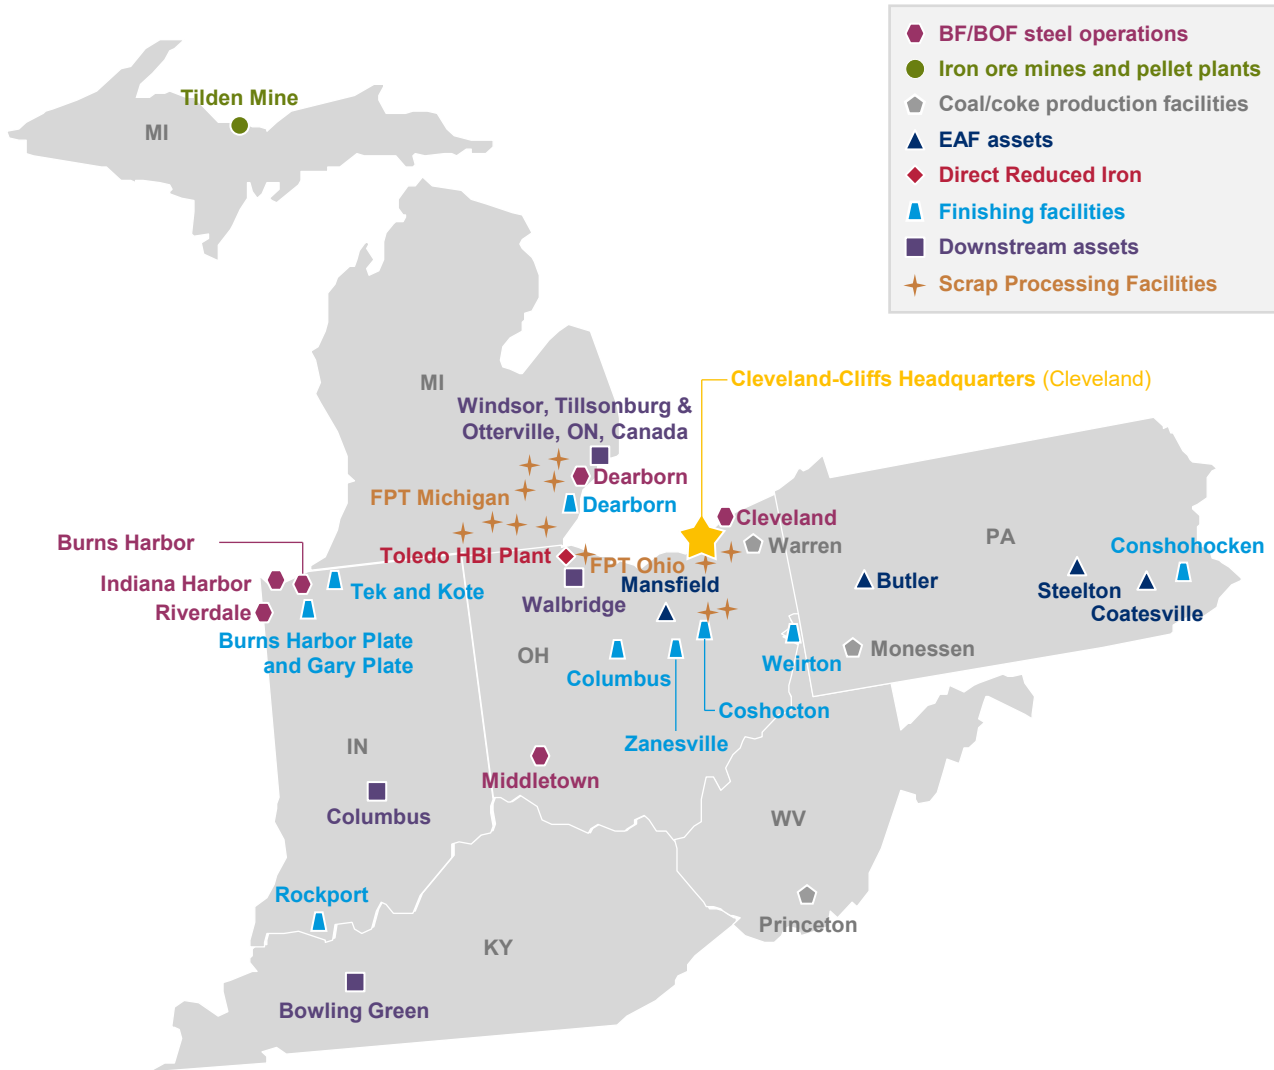 BF/BOF steel operations
Iron ore mines and pellet plants
Coal/coke production facilities
EAF assets
Direct Reduced Iron
Finishing facilities
Downstream assets
Scrap Processing Facilities
Tilden Mine
MI
MI
Cleveland-Cliffs Headquarters (Cleveland)
Windsor, Tillsonburg &
Otterville, ON, Canada
Dearborn
FPT Michigan
Dearborn
Cleveland
Burns Harbor
Warren
PA
Conshohocken
Toledo HBI Plant
FPT Ohio
Indiana Harbor
Tek and Kote
Mansfield
Butler
Steelton
Riverdale
Walbridge
Coatesville
Burns Harbor Plate
and Gary Plate
OH
Columbus
Weirton
Monessen
Coshocton
Zanesville
IN
Middletown
Columbus
WV
Rockport
Princeton
KY
Bowling Green